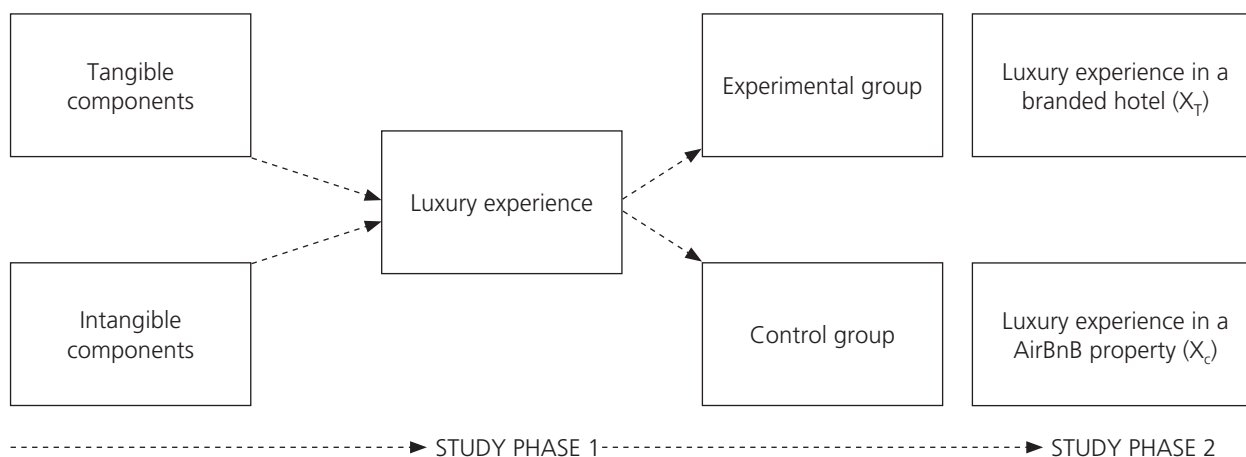 Tangible
components
Intangible
components
Luxury experience
Experimental group
Luxury experience in a
branded hotel (X_T)
Control group
Luxury experience in a
AirBnB property (X_c)
STUDY PHASE 1
STUDY PHASE 2